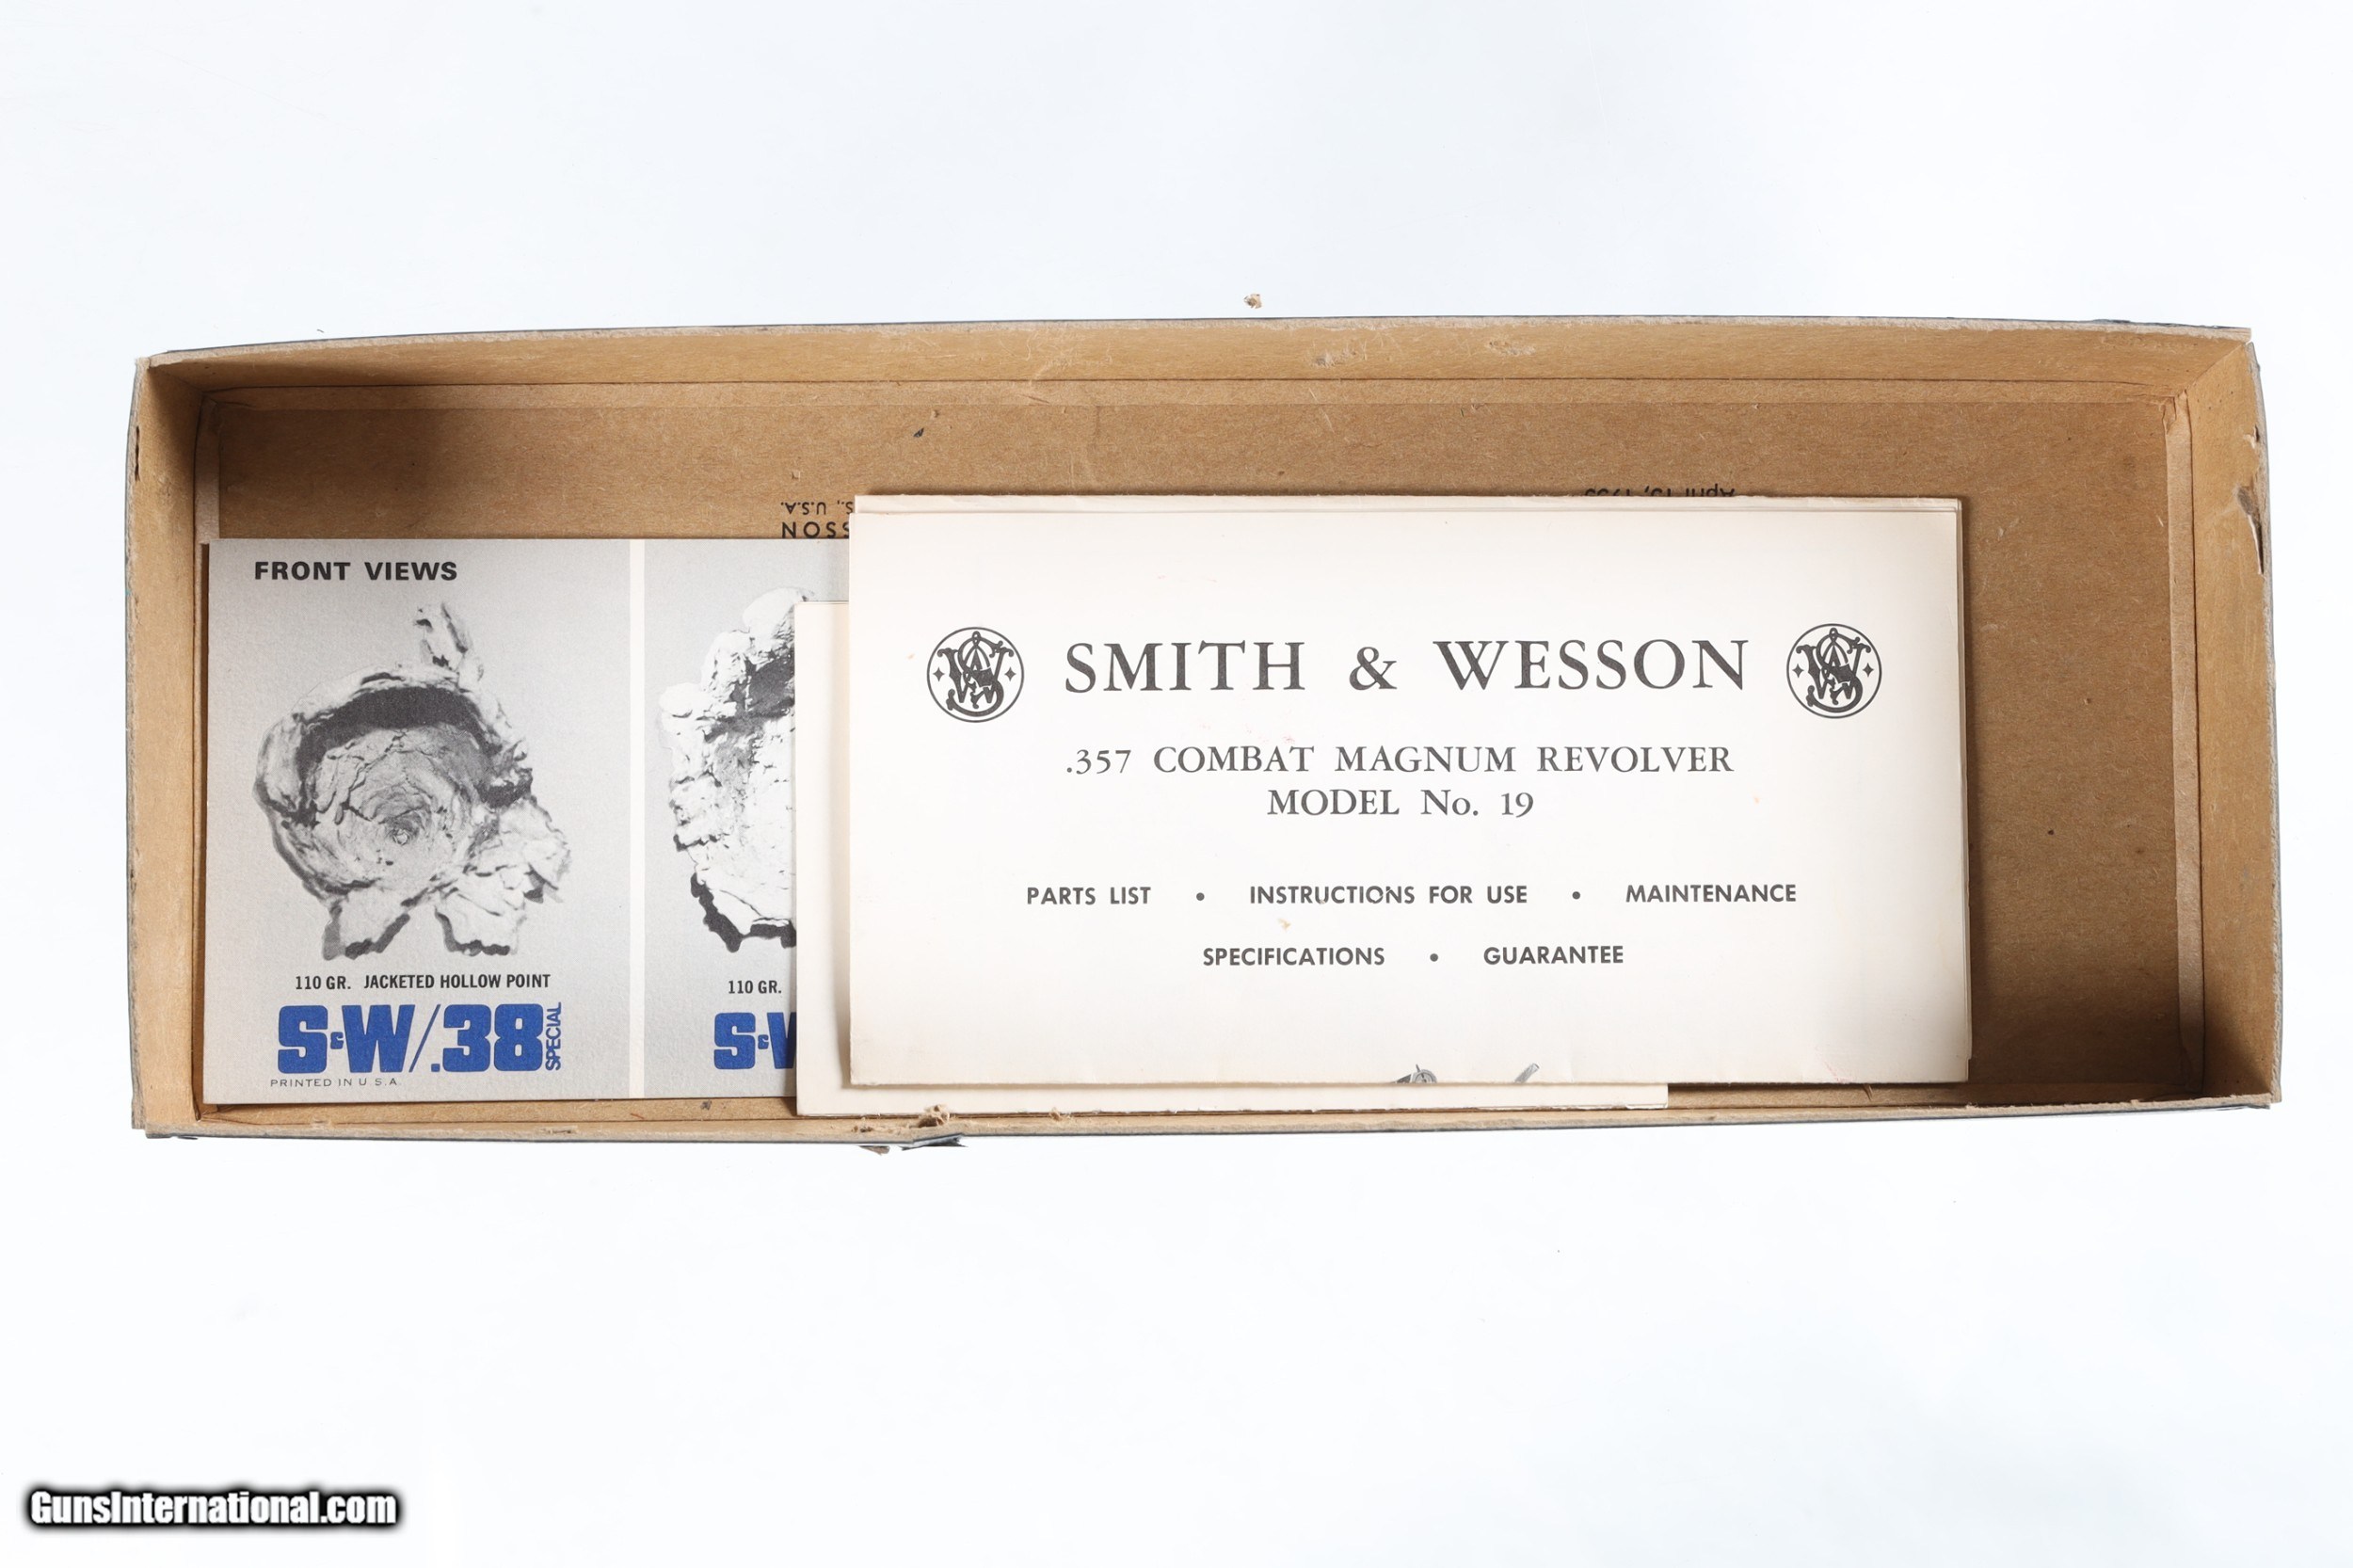 S., U.S.A.
SSON
FRONT VIEWS
110 GR. JACKETED HOLLOW POINT
S&W/.38 SPECIAL
PRINTED IN U.S.A.
110 GR.
S&W
SMITH & WESSON
.357 COMBAT MAGNUM REVOLVER
MODEL No. 19
PARTS LIST • INSTRUCTIONS FOR USE • MAINTENANCE
SPECIFICATIONS • GUARANTEE
GunsInternational.com